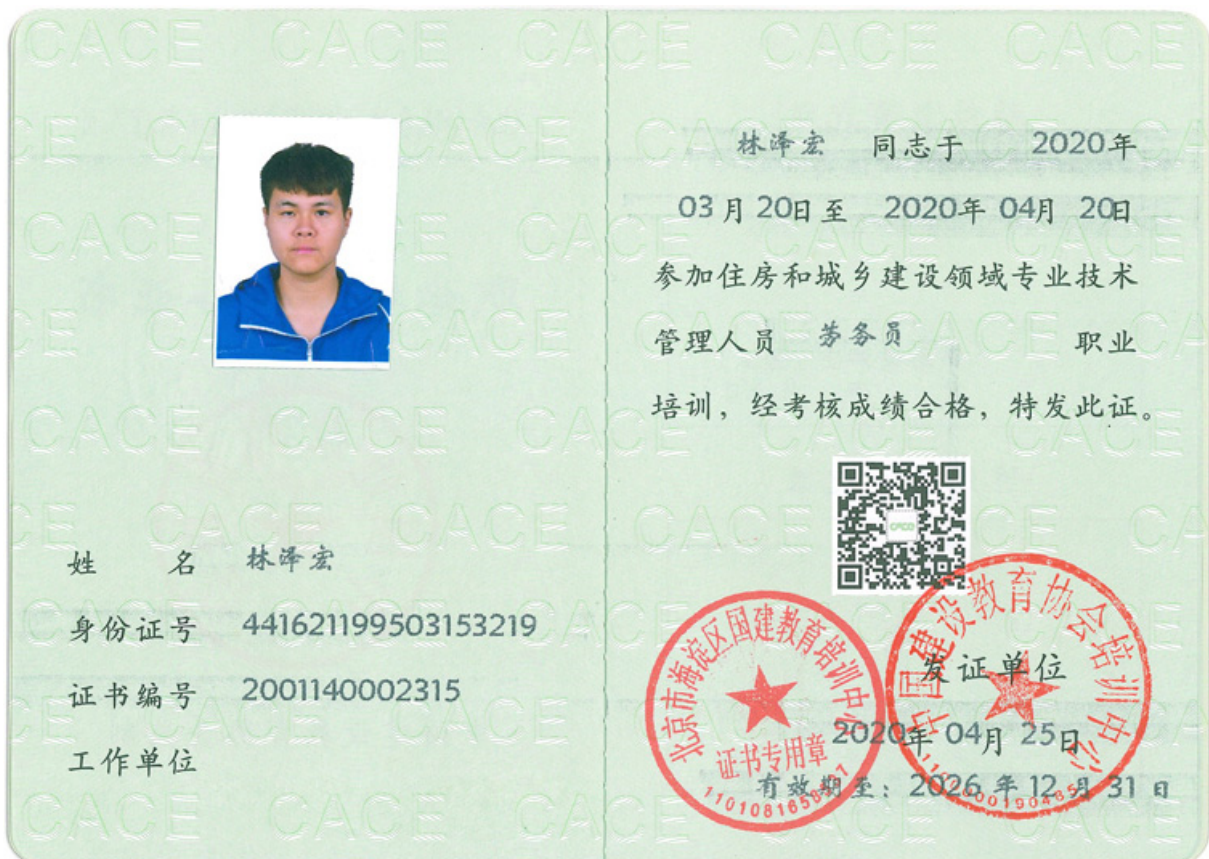 林泽宏 同志于 2020年
03月20日至 2020年04月20日
参加住房和城乡建设领域专业技术
管理人员 劳务员 职业
培训，经考核成绩合格，特发此证。
姓 名 林泽宏
身份证号 441621199503153219
证书编号 2001140002315
工作单位
北京市海淀区国建教育培训中心
证书专用章
中国建设教育协会培训中心
发证单位
2020年04月25日
有效期至：2026年12月31日
CACE